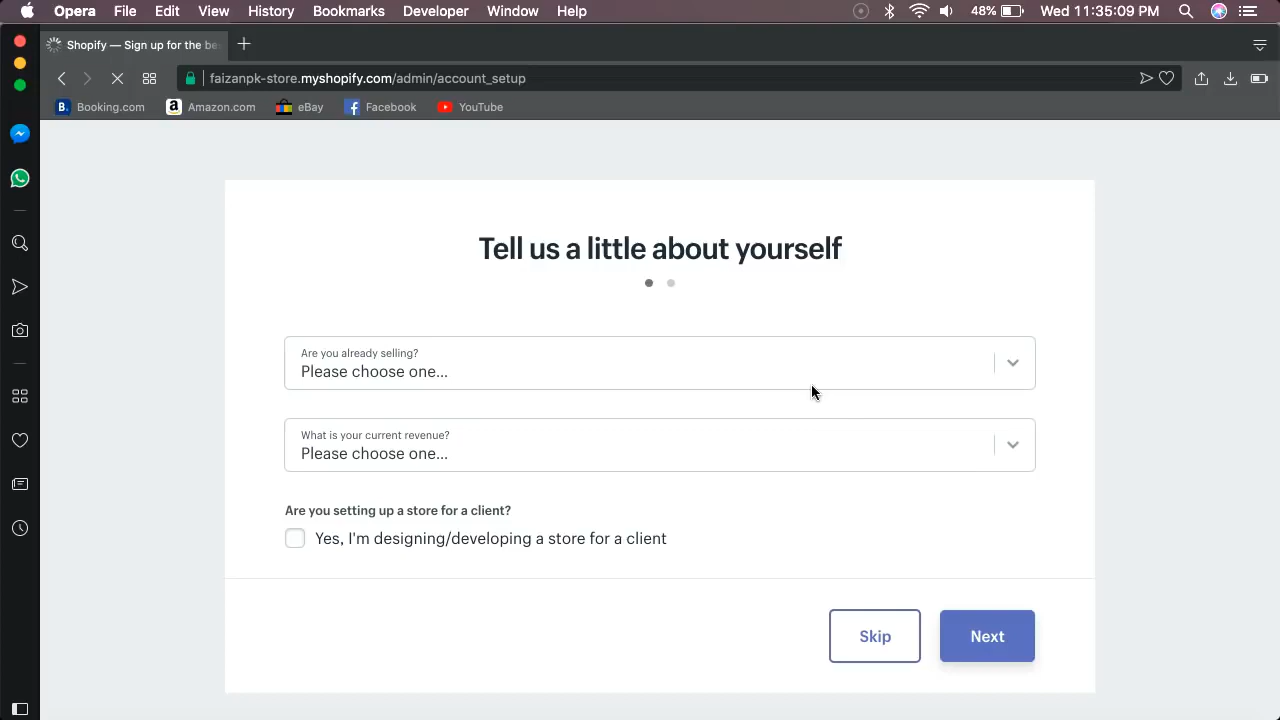 Opera File Edit View History Bookmarks Developer Window Help 48% Wed 11:35:09 PM
Shopify — Sign up for the be
faizanpk-store.myshopify.com/admin/account_setup
B. Booking.com a Amazon.com eBay f Facebook YouTube
Tell us a little about yourself
Are you already selling?
Please choose one...
What is your current revenue?
Please choose one...
Are you setting up a store for a client?
Yes, I'm designing/developing a store for a client
Skip Next